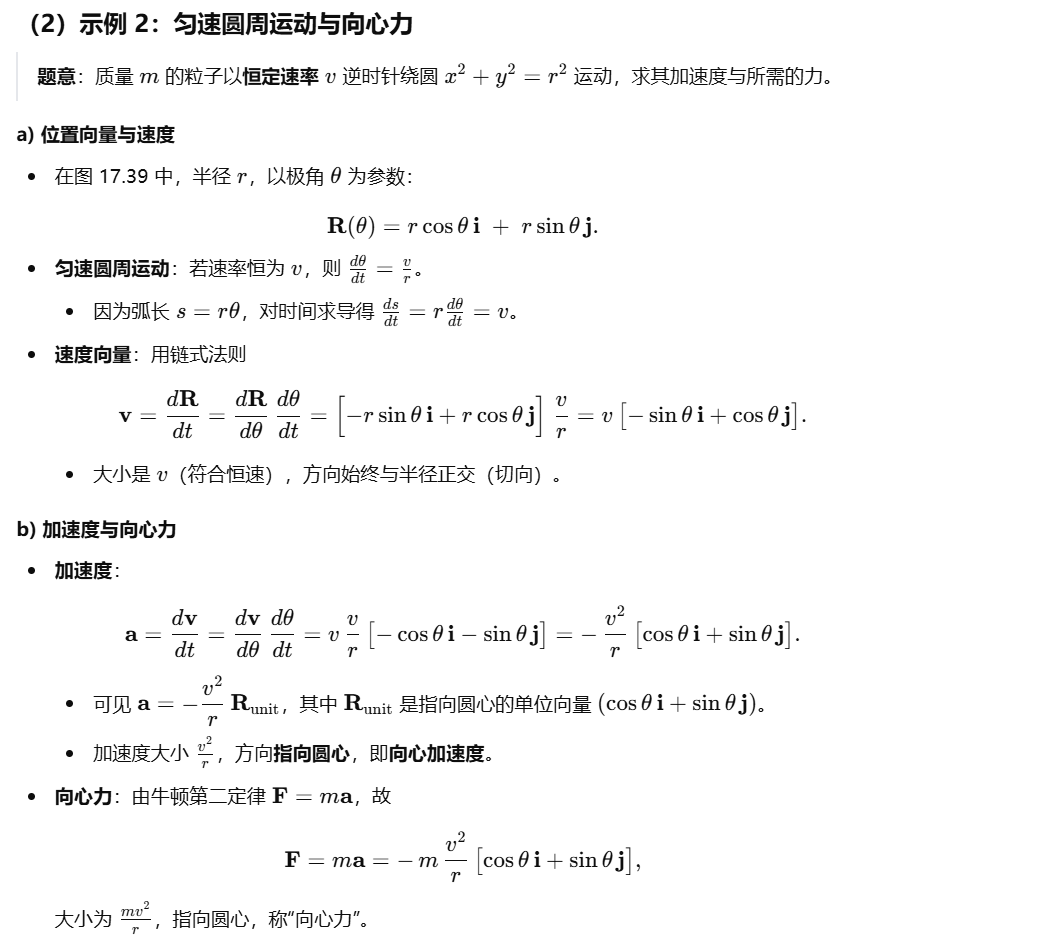 （2）示例 2：匀速圆周运动与向心力
题意：质量 m 的粒子以恒定速率 v 逆时针绕圆 x² + y² = r² 运动，求其加速度与所需的力。
a) 位置向量与速度
• 在图 17.39 中，半径 r，以极角 θ 为参数：
R(θ) = r cos θ i + r sin θ j.
• 匀速圆周运动：若速率恒为 v，则 dθ/dt = v/r。
• 因为弧长 s = rθ，对时间求导得 ds/dt = r dθ/dt = v。
• 速度向量：用链式法则
v = dR/dt = dR/dθ dθ/dt = [−r sin θ i + r cos θ j] v/r = v [− sin θ i + cos θ j].
• 大小是 v（符合恒速），方向始终与半径正交（切向）。
b) 加速度与向心力
• 加速度：
a = dv/dt = dv/dθ dθ/dt = v v/r [− cos θ i − sin θ j] = − v²/r [cos θ i + sin θ j].
• 可见 a = − v²/r R_unit，其中 R_unit 是指向圆心的单位向量 (cos θ i + sin θ j)。
• 加速度大小 v²/r，方向指向圆心，即向心加速度。
• 向心力：由牛顿第二定律 F = ma，故
F = ma = − m v²/r [cos θ i + sin θ j],
大小为 mv²/r，指向圆心，称“向心力”。